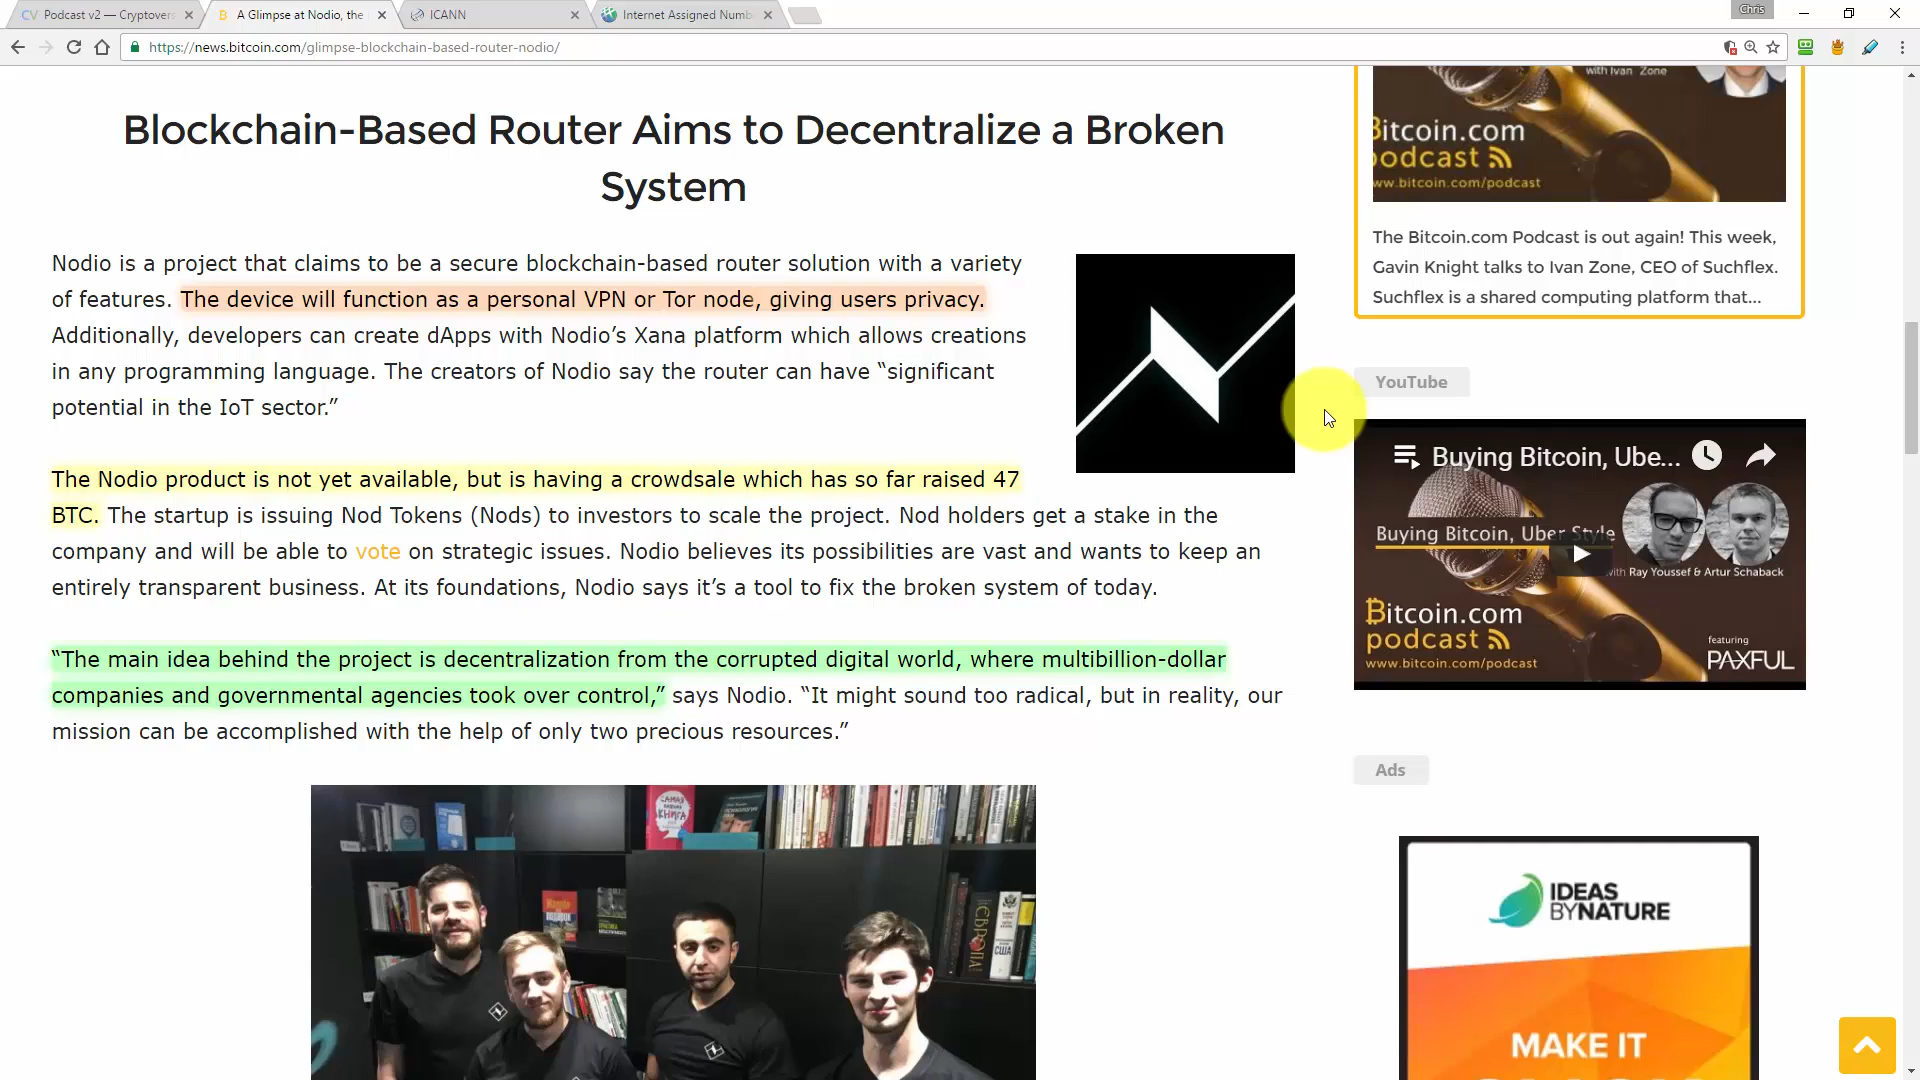 Podcast v2 — Cryptovers
A Glimpse at Nodio, the
ICANN
Internet Assigned Numb
Chris
https://news.bitcoin.com/glimpse-blockchain-based-router-nodio/
Blockchain-Based Router Aims to Decentralize a Broken
System
Nodio is a project that claims to be a secure blockchain-based router solution with a variety
of features. The device will function as a personal VPN or Tor node, giving users privacy.
Additionally, developers can create dApps with Nodio’s Xana platform which allows creations
in any programming language. The creators of Nodio say the router can have “significant
potential in the IoT sector.”
The Nodio product is not yet available, but is having a crowdsale which has so far raised 47
BTC. The startup is issuing Nod Tokens (Nods) to investors to scale the project. Nod holders get a stake in the
company and will be able to vote on strategic issues. Nodio believes its possibilities are vast and wants to keep an
entirely transparent business. At its foundations, Nodio says it’s a tool to fix the broken system of today.
“The main idea behind the project is decentralization from the corrupted digital world, where multibillion-dollar
companies and governmental agencies took over control,” says Nodio. “It might sound too radical, but in reality, our
mission can be accomplished with the help of only two precious resources.”
САМАЯ
КНИГА
ЄВРОПА
США
with Ivan Zone
Bitcoin.com
podcast
www.bitcoin.com/podcast
The Bitcoin.com Podcast is out again! This week,
Gavin Knight talks to Ivan Zone, CEO of Suchflex.
Suchflex is a shared computing platform that...
YouTube
Buying Bitcoin, Ube...
Buying Bitcoin, Uber Style
with Ray Youssef & Artur Schaback
Bitcoin.com
podcast
www.bitcoin.com/podcast
featuring
PAXFUL
Ads
IDEAS
BYNATURE
MAKE IT